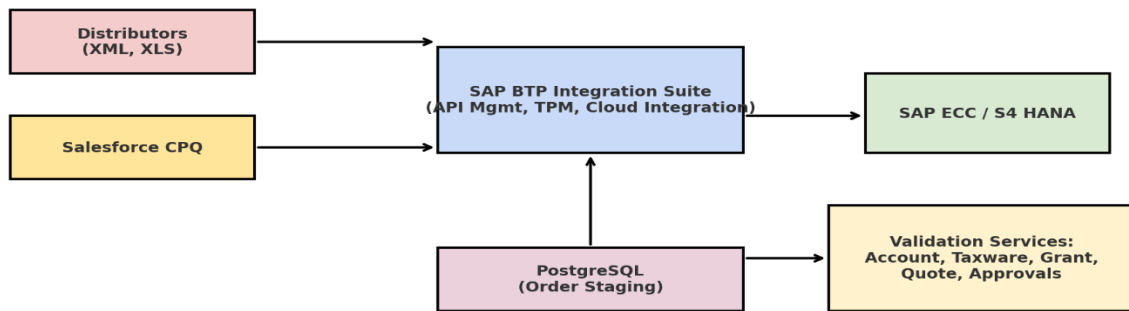 Distributors
(XML, XLS)
SAP BTP Integration Suite
(API Mgmt, TPM, Cloud Integration)
SAP ECC / S4 HANA
Salesforce CPQ
Validation Services:
Account, Taxware, Grant,
Quote, Approvals
PostgreSQL
(Order Staging)